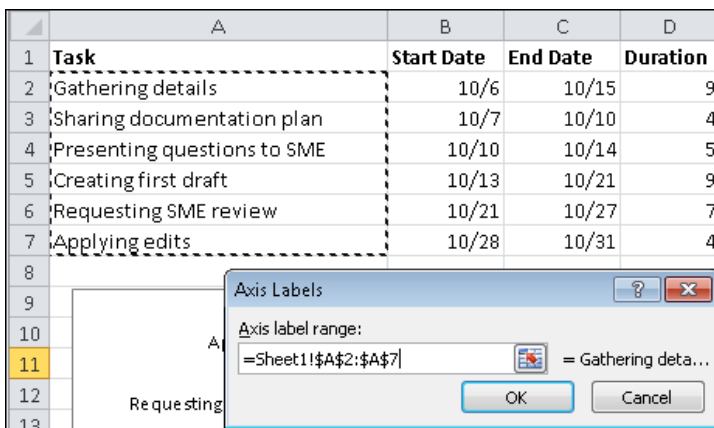 A B C D
1 Task Start Date End Date Duration
2 Gathering details 10/6 10/15 9
3 Sharing documentation plan 10/7 10/10 4
4 Presenting questions to SME 10/10 10/14 5
5 Creating first draft 10/13 10/21 9
6 Requesting SME review 10/21 10/27 7
7 Applying edits 10/28 10/31 4
8
9 Axis Labels
10 Axis label range:
11 =Sheet1!$A$2:$A$7 = Gathering deta...
12 Requesting OK Cancel
13